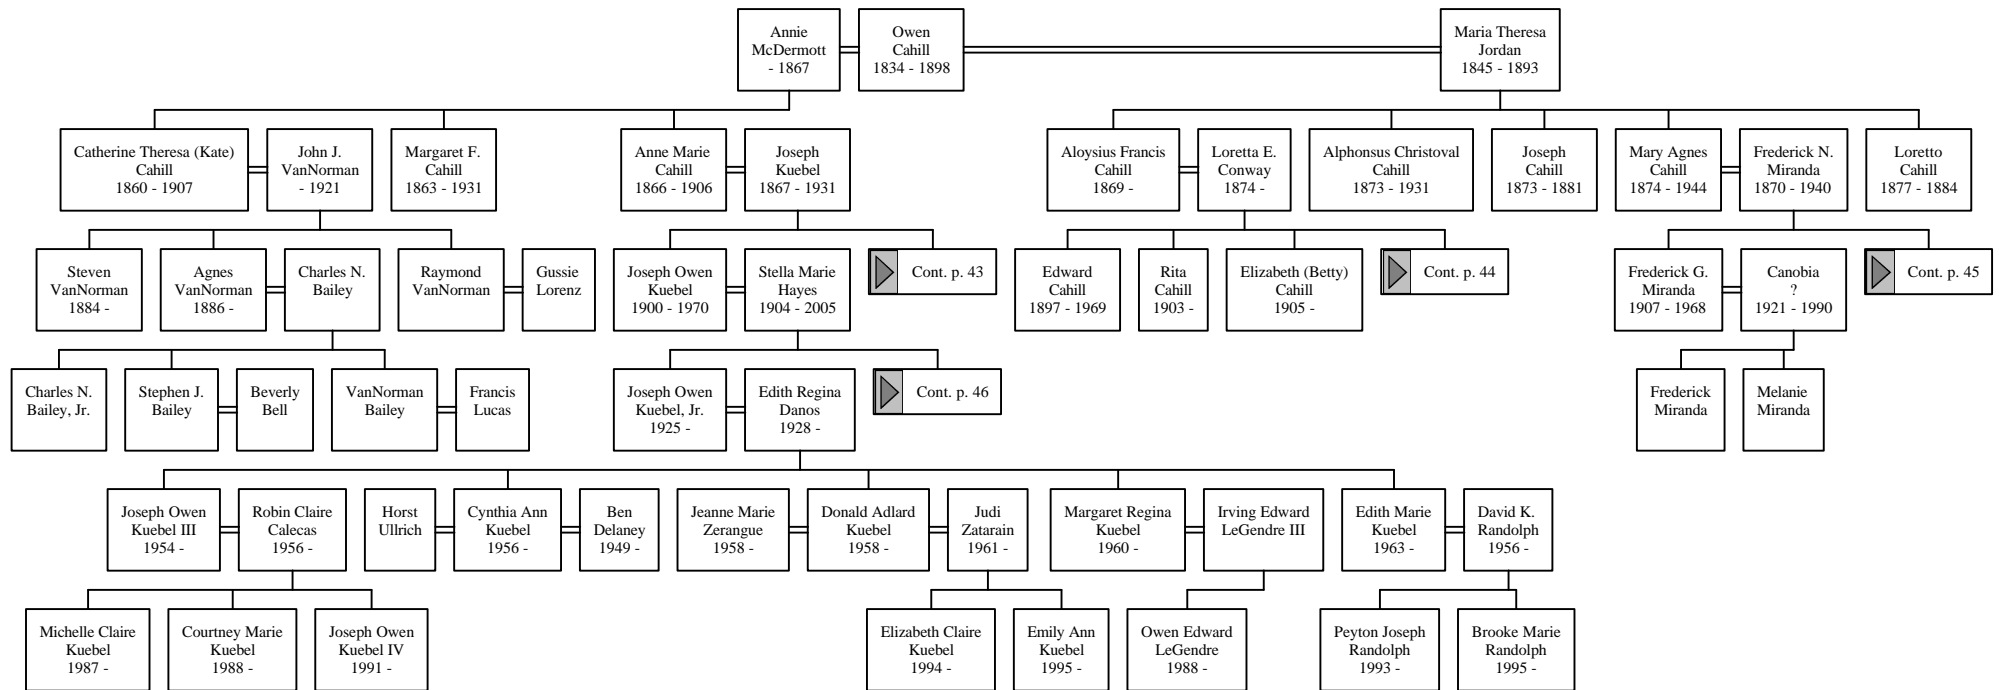 Annie
McDermott
- 1867
Owen
Cahill
1834 - 1898
Maria Theresa
Jordan
1845 - 1893
Catherine Theresa (Kate)
Cahill
1860 - 1907
John J.
VanNorman
- 1921
Margaret F.
Cahill
1863 - 1931
Anne Marie
Cahill
1866 - 1906
Joseph
Kuebel
1867 - 1931
Aloysius Francis
Cahill
1869 -
Loretta E.
Conway
1874 -
Alphonsus Christoval
Cahill
1873 - 1931
Joseph
Cahill
1873 - 1881
Mary Agnes
Cahill
1874 - 1944
Frederick N.
Miranda
1870 - 1940
Loretto
Cahill
1877 - 1884
Steven
VanNorman
1884 -
Agnes
VanNorman
1886 -
Charles N.
Bailey
Raymond
VanNorman
Gussie
Lorenz
Joseph Owen
Kuebel
1900 - 1970
Stella Marie
Hayes
1904 - 2005
Cont. p. 43
Edward
Cahill
1897 - 1969
Rita
Cahill
1903 -
Elizabeth (Betty)
Cahill
1905 -
Cont. p. 44
Frederick G.
Miranda
1907 - 1968
Canobia
?
1921 - 1990
Cont. p. 45
Charles N.
Bailey, Jr.
Stephen J.
Bailey
Beverly
Bell
VanNorman
Bailey
Francis
Lucas
Joseph Owen
Kuebel, Jr.
1925 -
Edith Regina
Danos
1928 -
Cont. p. 46
Frederick
Miranda
Melanie
Miranda
Joseph Owen
Kuebel III
1954 -
Robin Claire
Calecas
1956 -
Horst
Ullrich
Cynthia Ann
Kuebel
1956 -
Ben
Delaney
1949 -
Jeanne Marie
Zerangue
1958 -
Donald Adlard
Kuebel
1958 -
Judi
Zatarain
1961 -
Margaret Regina
Kuebel
1960 -
Irving Edward
LeGendre III
Edith Marie
Kuebel
1963 -
David K.
Randolph
1956 -
Michelle Claire
Kuebel
1987 -
Courtney Marie
Kuebel
1988 -
Joseph Owen
Kuebel IV
1991 -
Elizabeth Claire
Kuebel
1994 -
Emily Ann
Kuebel
1995 -
Owen Edward
LeGendre
1988 -
Peyton Joseph
Randolph
1993 -
Brooke Marie
Randolph
1995 -